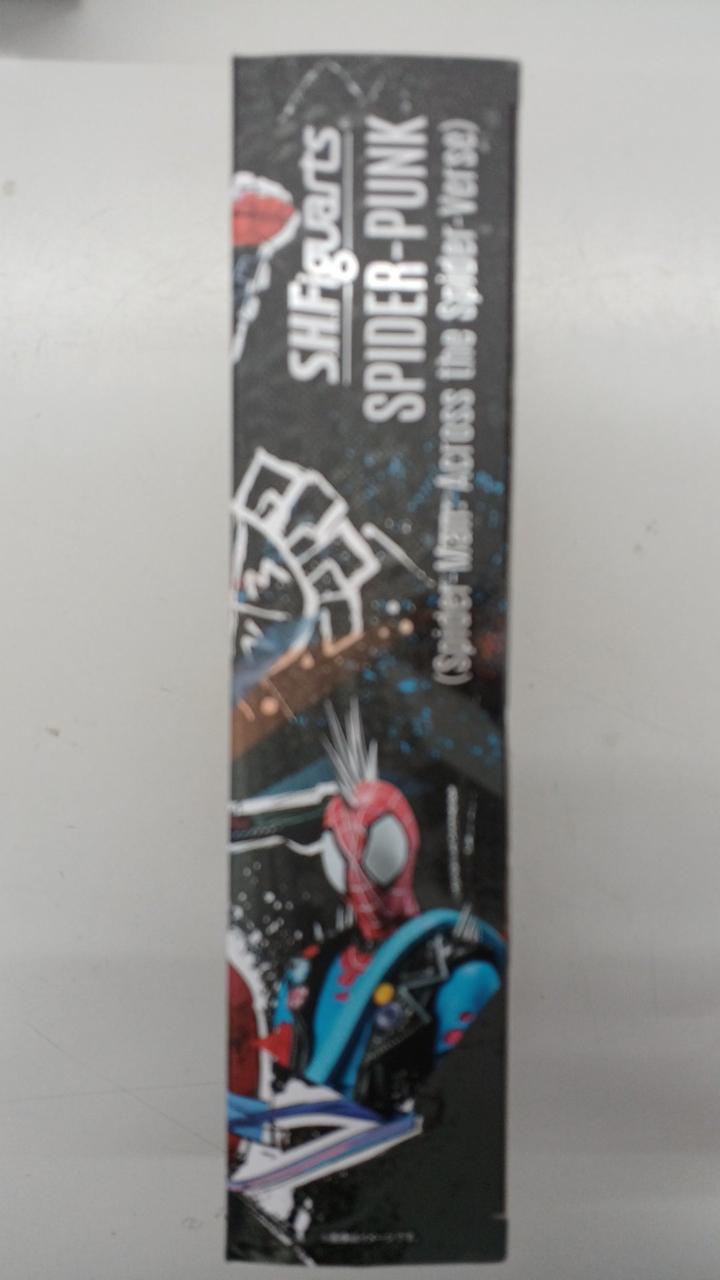 S.H.Figuarts
SPIDER-PUNK
(Spider-Man: Across the Spider-Verse)